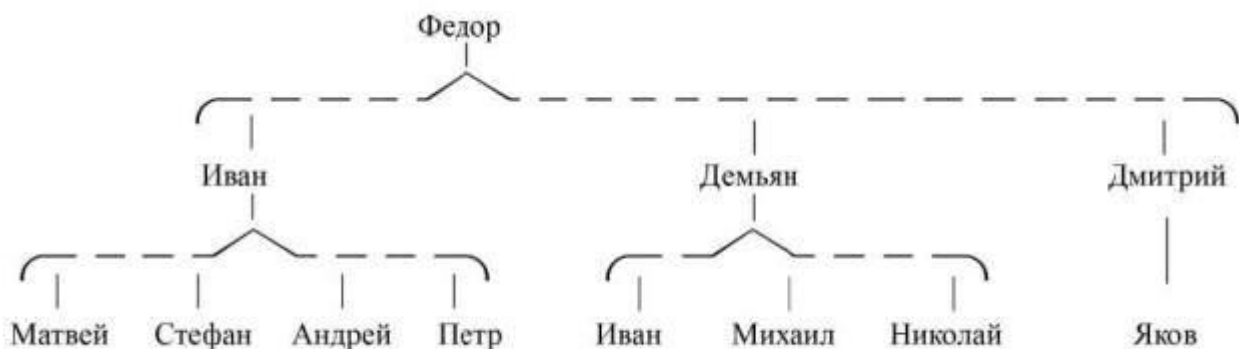 Федор
Иван Демьян Дмитрий
Матвей Стефан Андрей Петр Иван Михаил Николай Яков